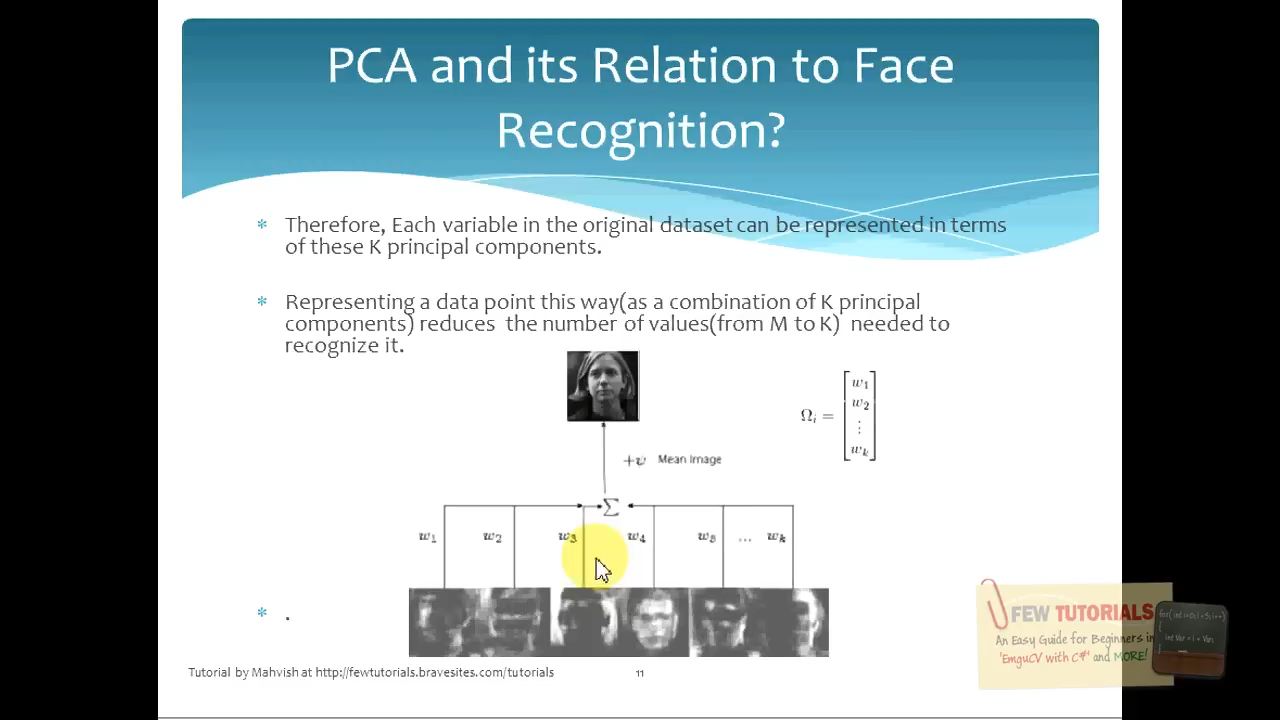 PCA and its Relation to Face
Recognition?
* Therefore, Each variable in the original dataset can be represented in terms
of these K principal components.
* Representing a data point this way(as a combination of K principal
components) reduces the number of values(from M to K) needed to
recognize it.
Ωᵢ = [w₁ w₂ ⋮ wₖ]
+ψ Mean Image
Σ
w₁ w₂ w₃ w₄ w₅ ... wₖ
* .
FEW TUTORIALS
An Easy Guide for Beginners in
'EmguCV with C#' and MORE!
Tutorial by Mahvish at http://fewtutorials.bravesites.com/tutorials
11